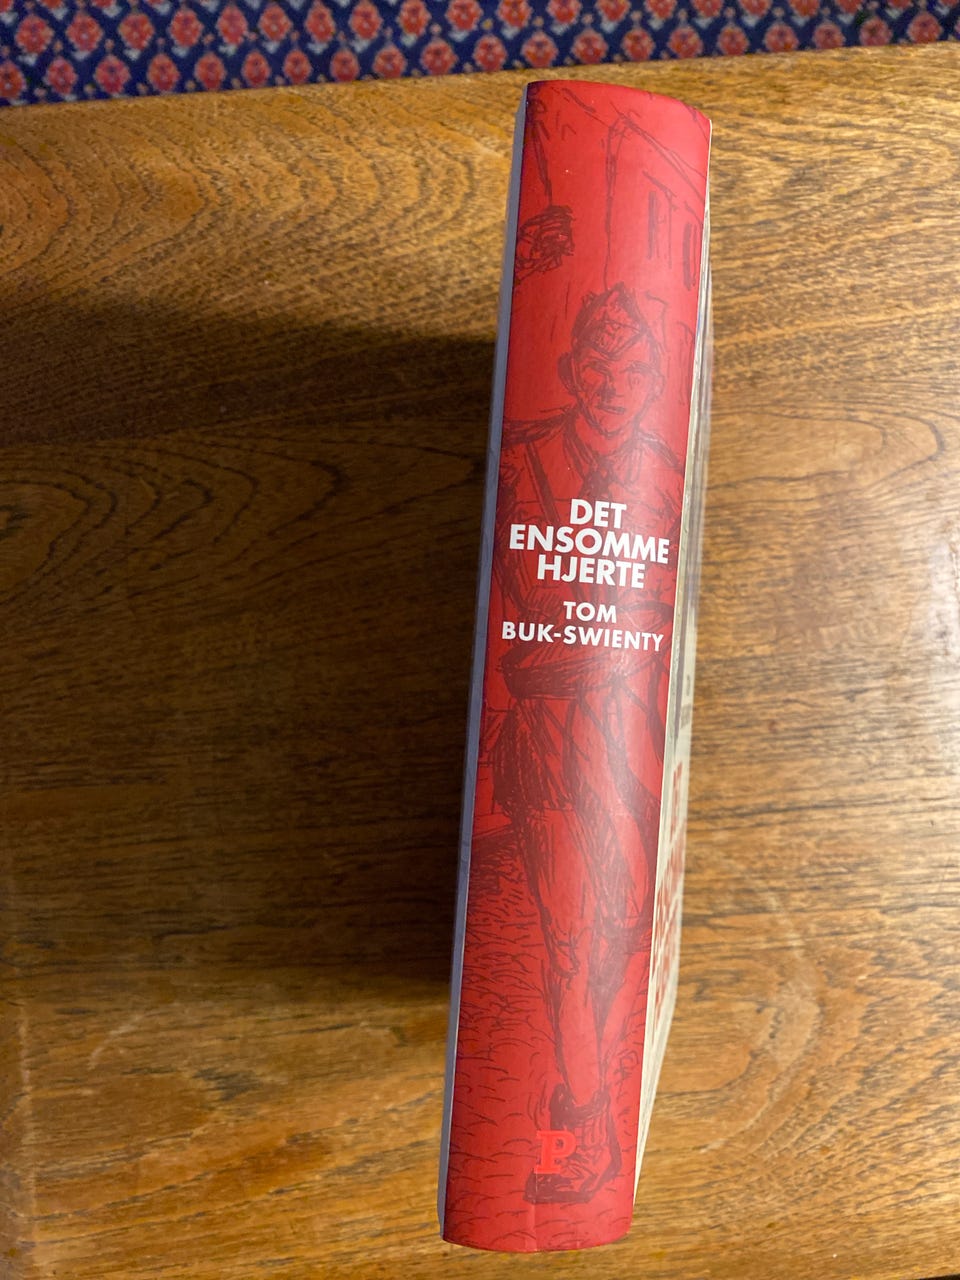 DET
ENSOMME
HJERTE
TOM
BUK-SWIENTY
P